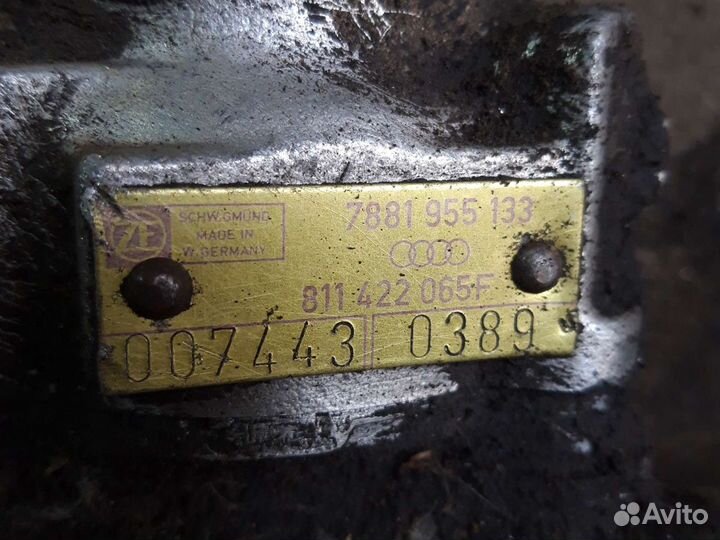 ZF
SCHW.GMÜND
MADE IN
W.GERMANY
7881 955 133
811 422 065F
007443
0389
Avito